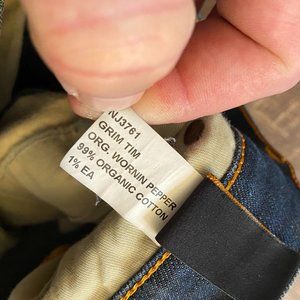 NJ3761
GRIM TIM
ORG. WORNIN PEPPER
99% ORGANIC COTTON
1% EA